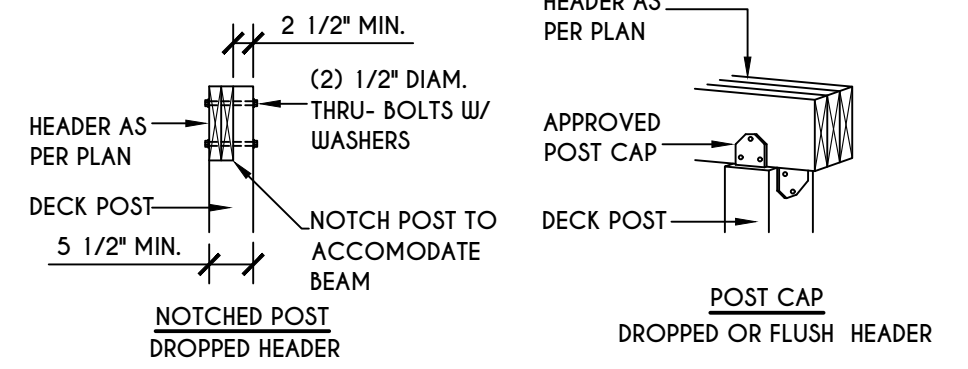 2 1/2" MIN.
(2) 1/2" DIAM.
THRU- BOLTS W/
WASHERS
HEADER AS
PER PLAN
DECK POST
5 1/2" MIN.
NOTCH POST TO
ACCOMODATE
BEAM
NOTCHED POST
DROPPED HEADER
HEADER AS
PER PLAN
APPROVED
POST CAP
DECK POST
POST CAP
DROPPED OR FLUSH HEADER